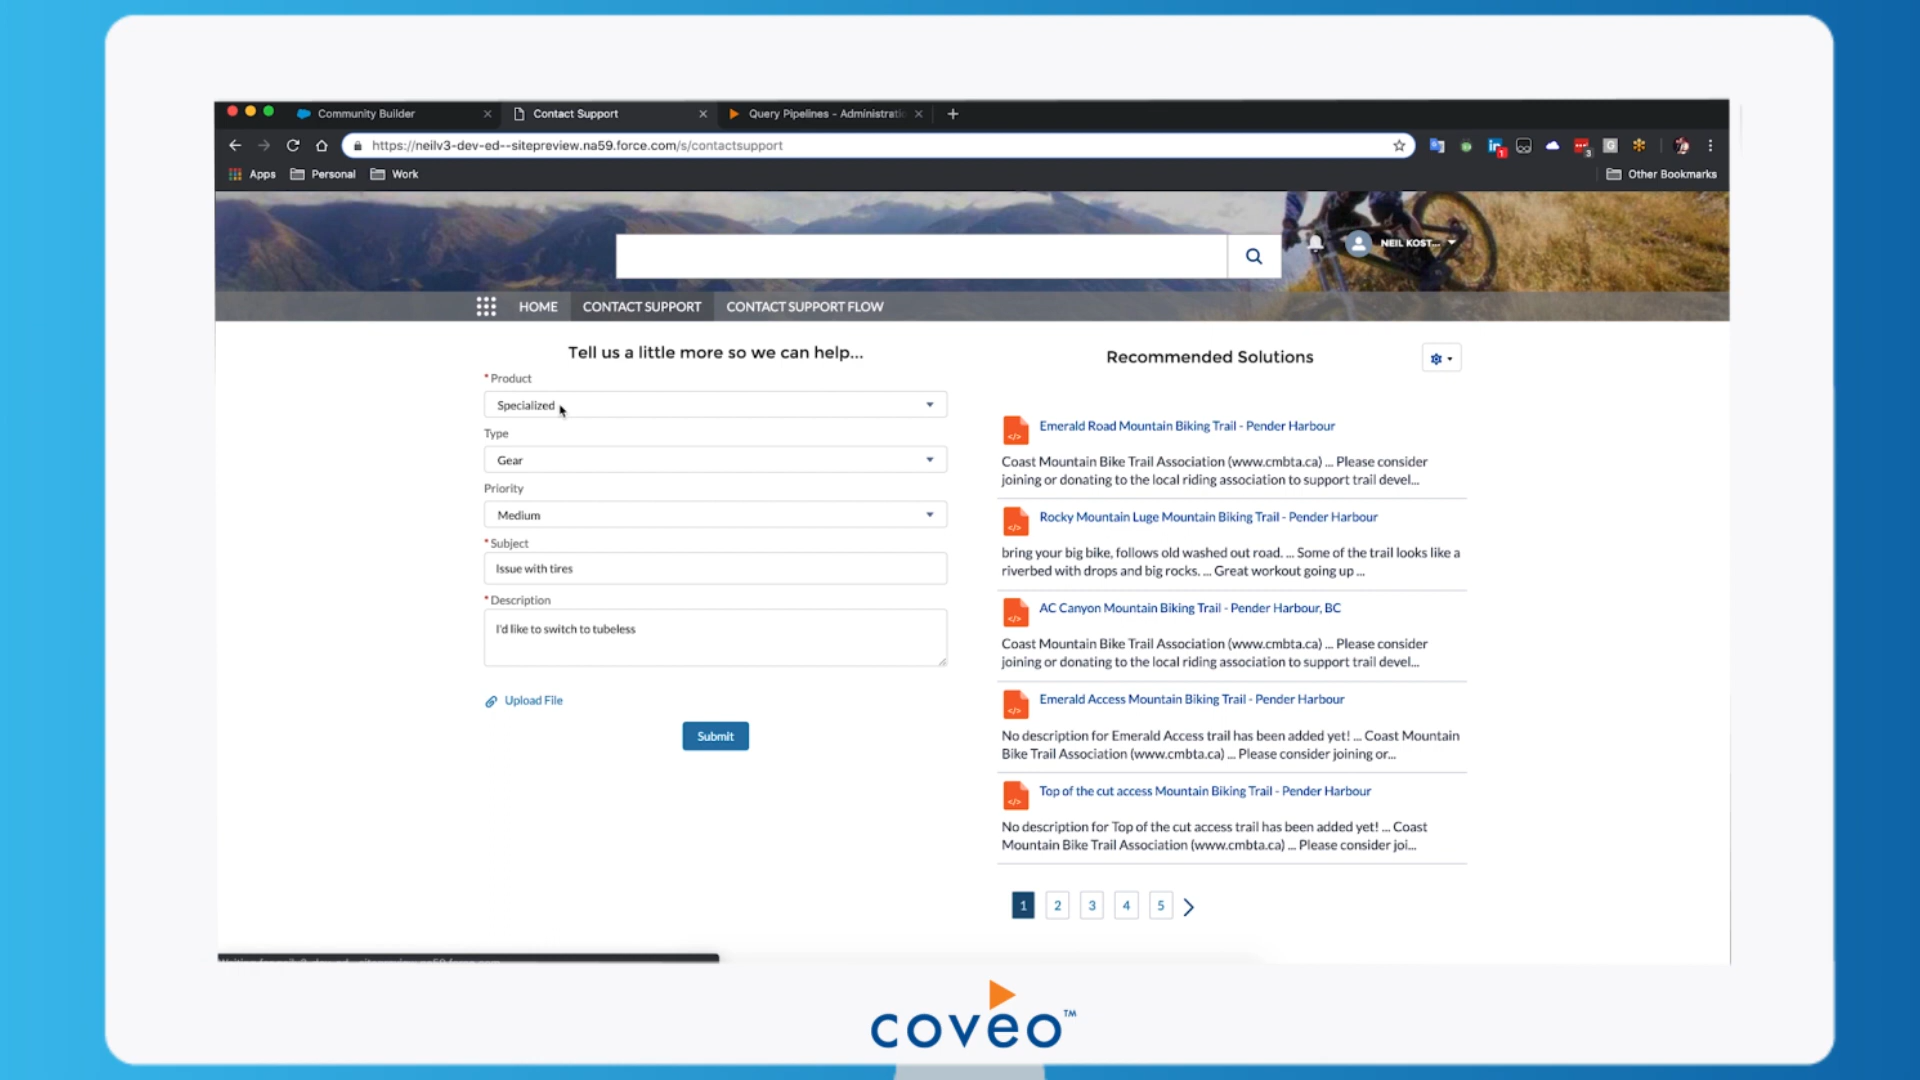 Community Builder
Contact Support
Query Pipelines - Administrati
https://neilv3-dev-ed--sitepreview.na59.force.com/s/contactsupport
Apps
Personal
Work
Other Bookmarks
NEIL KOST...
HOME
CONTACT SUPPORT
CONTACT SUPPORT FLOW
Tell us a little more so we can help...
* Product
Specialized
Type
Gear
Priority
Medium
* Subject
Issue with tires
* Description
I'd like to switch to tubeless
Upload File
Submit
Recommended Solutions
Emerald Road Mountain Biking Trail - Pender Harbour
Coast Mountain Bike Trail Association (www.cmbta.ca) ... Please consider
joining or donating to the local riding association to support trail devel...
Rocky Mountain Luge Mountain Biking Trail - Pender Harbour
bring your big bike, follows old washed out road. ... Some of the trail looks like a
riverbed with drops and big rocks. ... Great workout going up ...
AC Canyon Mountain Biking Trail - Pender Harbour, BC
Coast Mountain Bike Trail Association (www.cmbta.ca) ... Please consider
joining or donating to the local riding association to support trail devel...
Emerald Access Mountain Biking Trail - Pender Harbour
No description for Emerald Access trail has been added yet! ... Coast Mountain
Bike Trail Association (www.cmbta.ca) ... Please consider joining or...
Top of the cut access Mountain Biking Trail - Pender Harbour
No description for Top of the cut access trail has been added yet! ... Coast
Mountain Bike Trail Association (www.cmbta.ca) ... Please consider joi...
1 2 3 4 5
coveo™